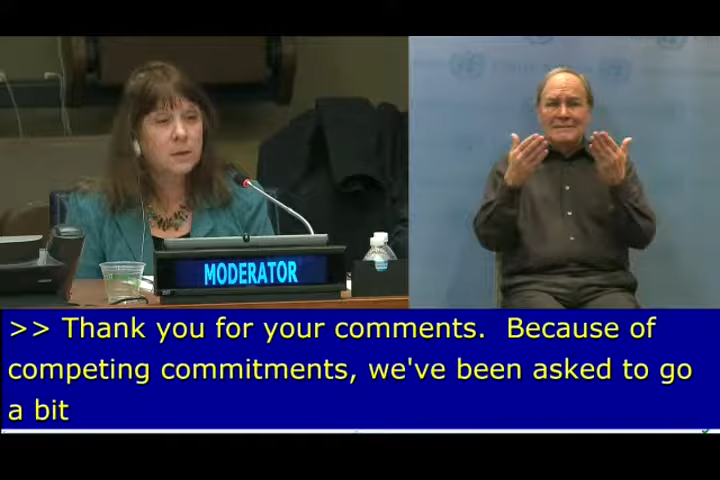 MODERATOR
>> Thank you for your comments.  Because of
competing commitments, we've been asked to go
a bit